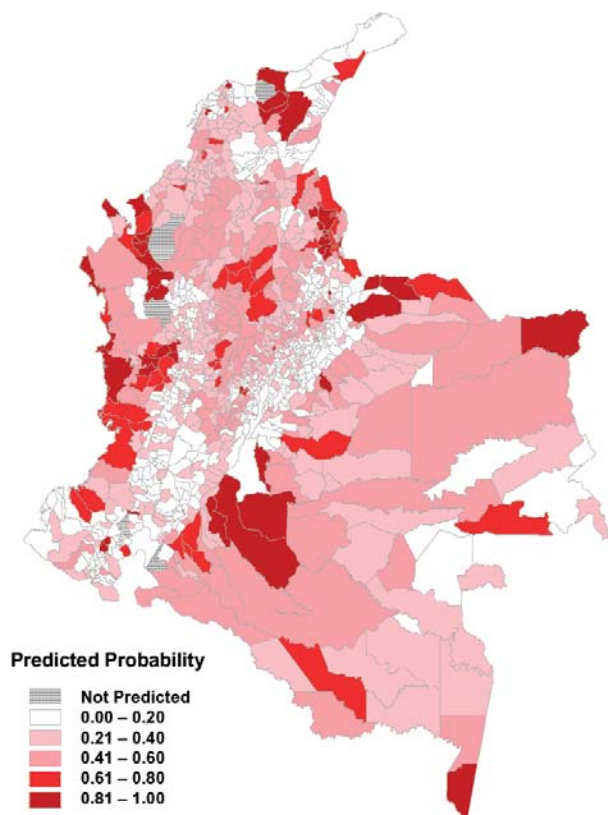 Predicted Probability
Not Predicted
0.00 – 0.20
0.21 – 0.40
0.41 – 0.60
0.61 – 0.80
0.81 – 1.00